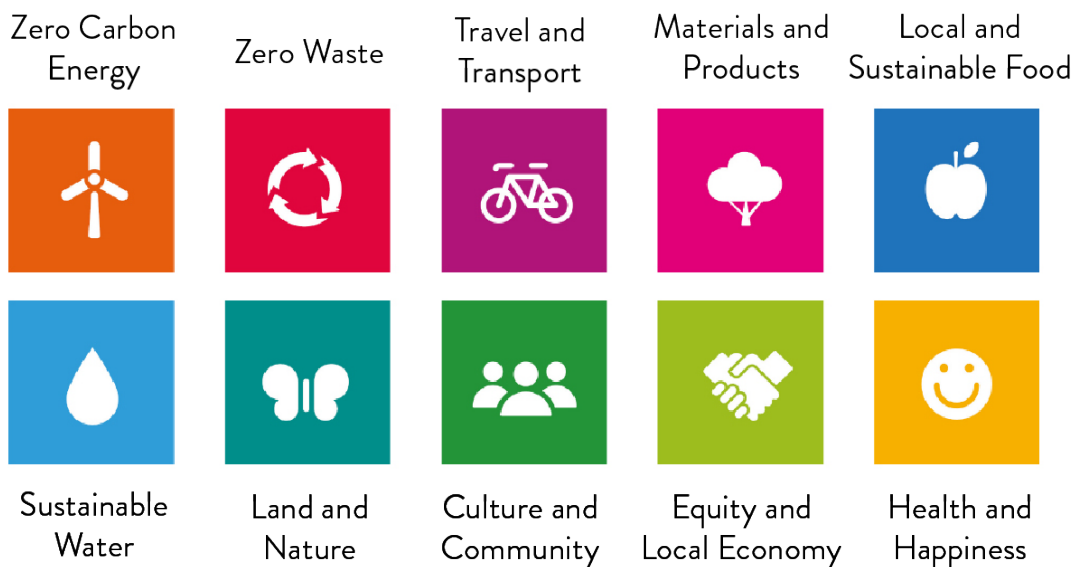 Zero Carbon
Energy
Zero Waste
Travel and
Transport
Materials and
Products
Local and
Sustainable Food
Sustainable
Water
Land and
Nature
Culture and
Community
Equity and
Local Economy
Health and
Happiness